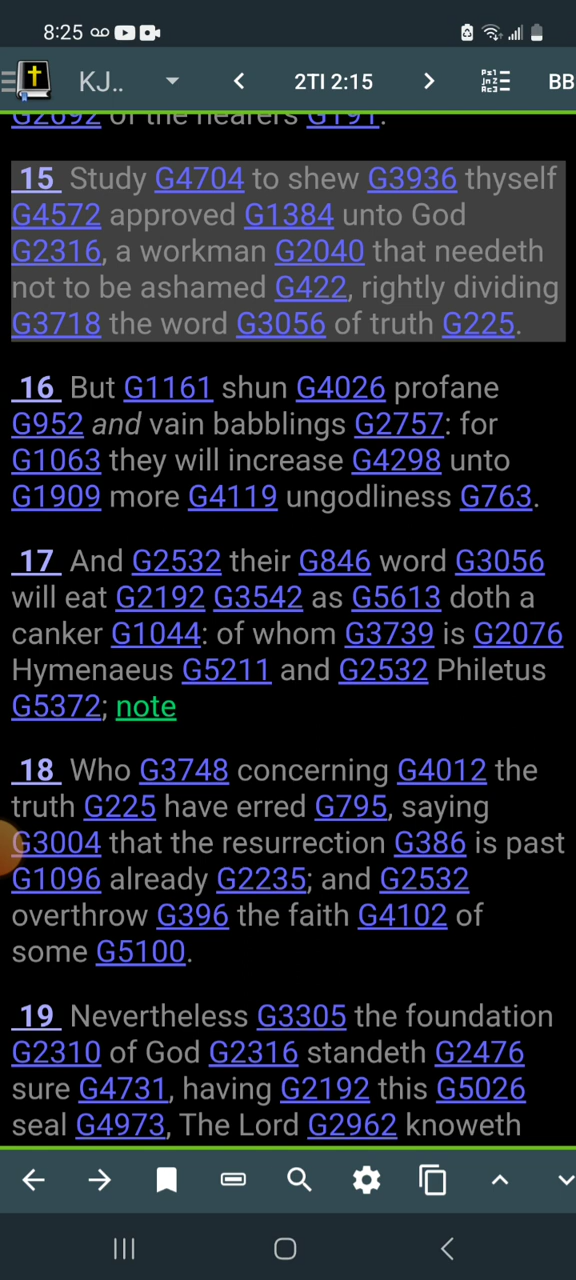 8:25
KJ..
2TI 2:15
BB
G2092 of the hearers G191.
15 Study G4704 to shew G3936 thyself
G4572 approved G1384 unto God
G2316, a workman G2040 that needeth
not to be ashamed G422, rightly dividing
G3718 the word G3056 of truth G225.
16 But G1161 shun G4026 profane
G952 and vain babblings G2757: for
G1063 they will increase G4298 unto
G1909 more G4119 ungodliness G763.
17 And G2532 their G846 word G3056
will eat G2192 G3542 as G5613 doth a
canker G1044: of whom G3739 is G2076
Hymenaeus G5211 and G2532 Philetus
G5372; note
18 Who G3748 concerning G4012 the
truth G225 have erred G795, saying
G3004 that the resurrection G386 is past
G1096 already G2235; and G2532
overthrow G396 the faith G4102 of
some G5100.
19 Nevertheless G3305 the foundation
G2310 of God G2316 standeth G2476
sure G4731, having G2192 this G5026
seal G4973, The Lord G2962 knoweth